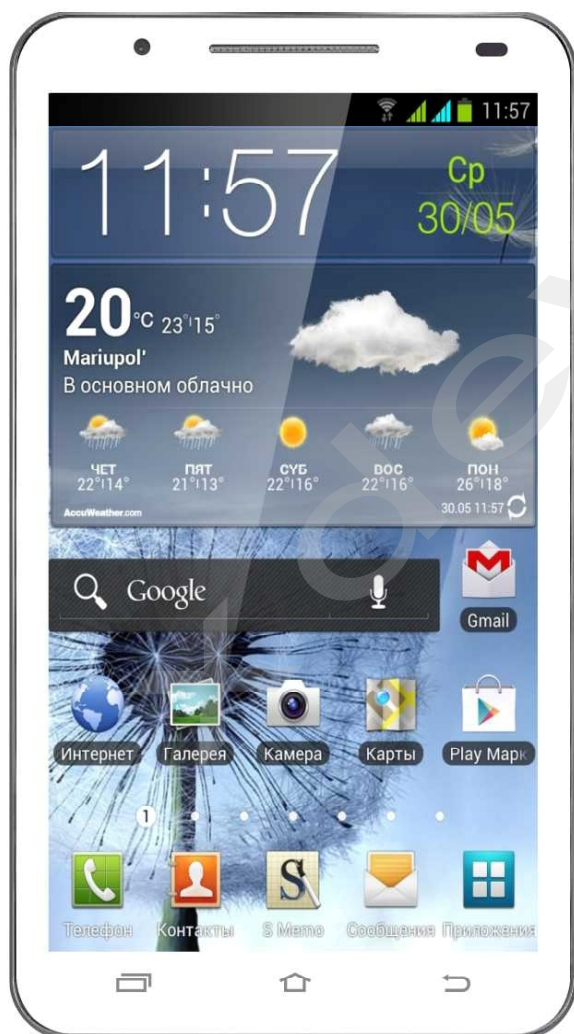 11:57
11:57
Ср
30/05
20°C 23°|15°
Mariupol'
В основном облачно
ЧЕТ ПЯТ СУБ ВОС ПОН
22°|14° 21°|13° 22°|16° 22°|16° 26°|18°
AccuWeather.com 30.05 11:57
Google
Gmail
Интернет Галерея Камера Карты Play Марк
1
Телефон Контакты S Memo Сообщения Приложения